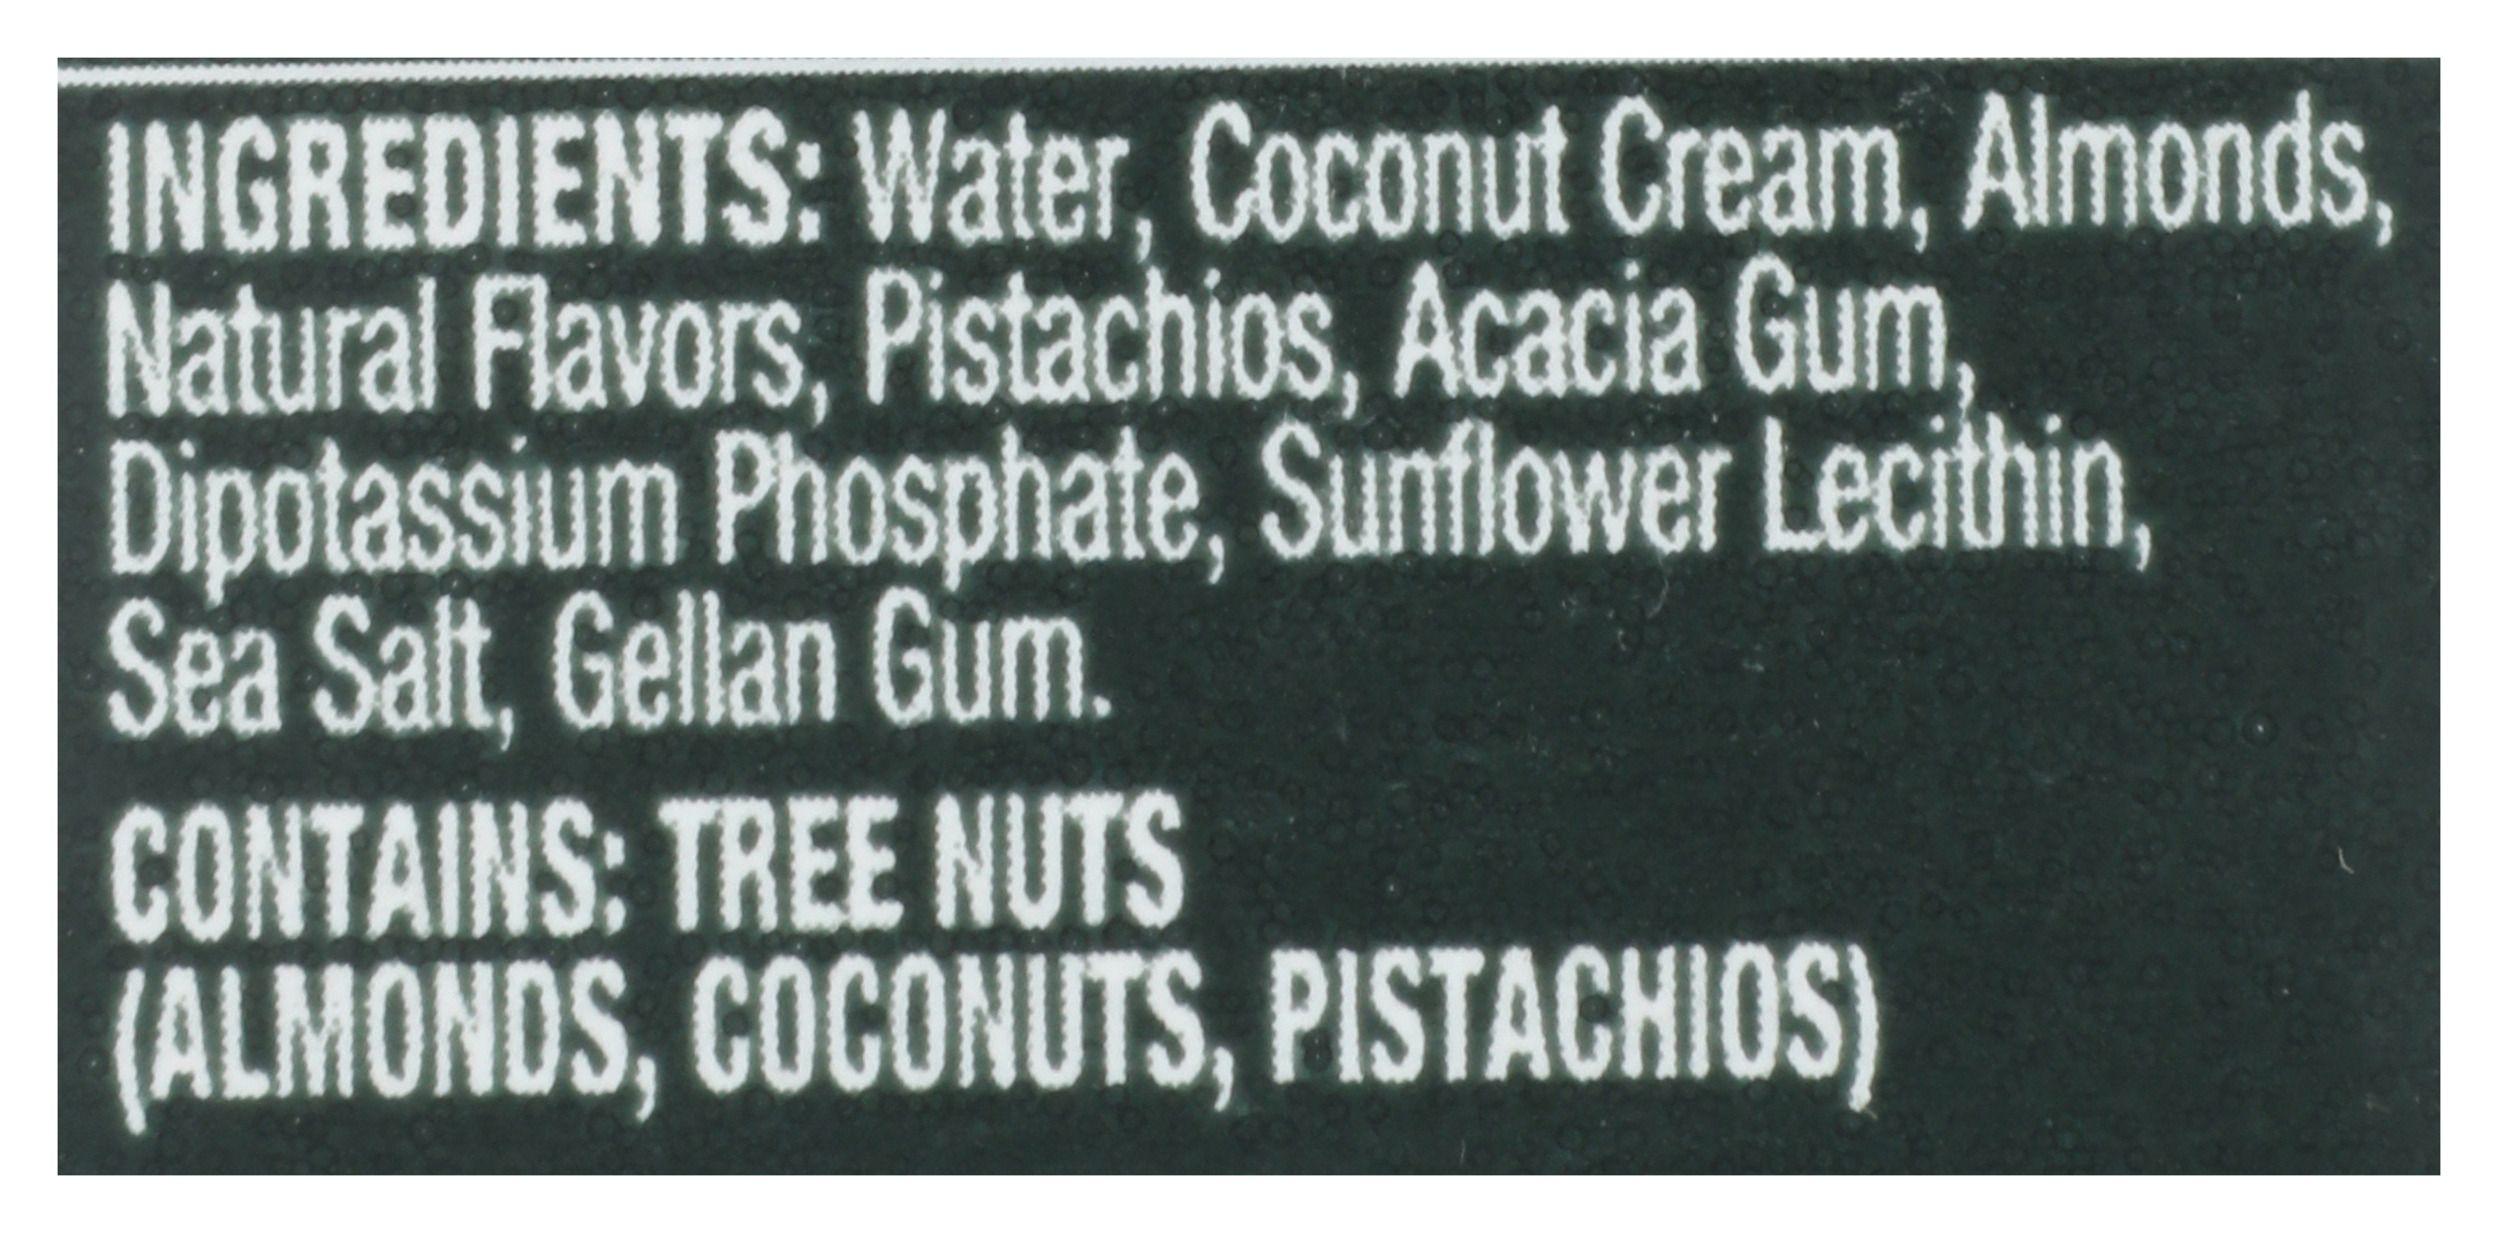 INGREDIENTS: Water, Coconut Cream, Almonds,
Natural Flavors, Pistachios, Acacia Gum,
Dipotassium Phosphate, Sunflower Lecithin,
Sea Salt, Gellan Gum.
CONTAINS: TREE NUTS
(ALMONDS, COCONUTS, PISTACHIOS)